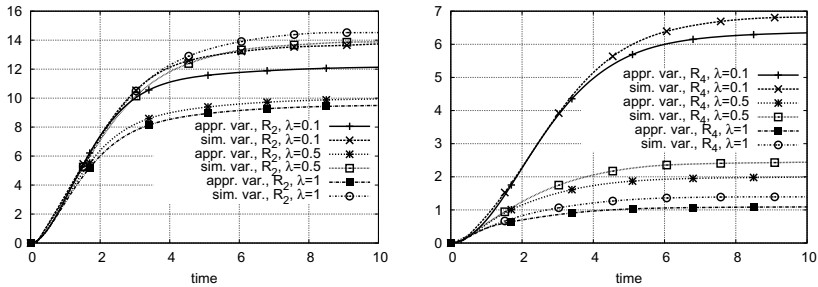 16
14
12
10
8
6
4
2
0
0 2 4 6 8 10
time
appr. var., R2, λ=0.1
sim. var., R2, λ=0.1
appr. var., R2, λ=0.5
sim. var., R2, λ=0.5
appr. var., R2, λ=1
sim. var., R2, λ=1
7
6
5
4
3
2
1
0
0 2 4 6 8 10
time
appr. var., R4, λ=0.1
sim. var., R4, λ=0.1
appr. var., R4, λ=0.5
sim. var., R4, λ=0.5
appr. var., R4, λ=1
sim. var., R4, λ=1